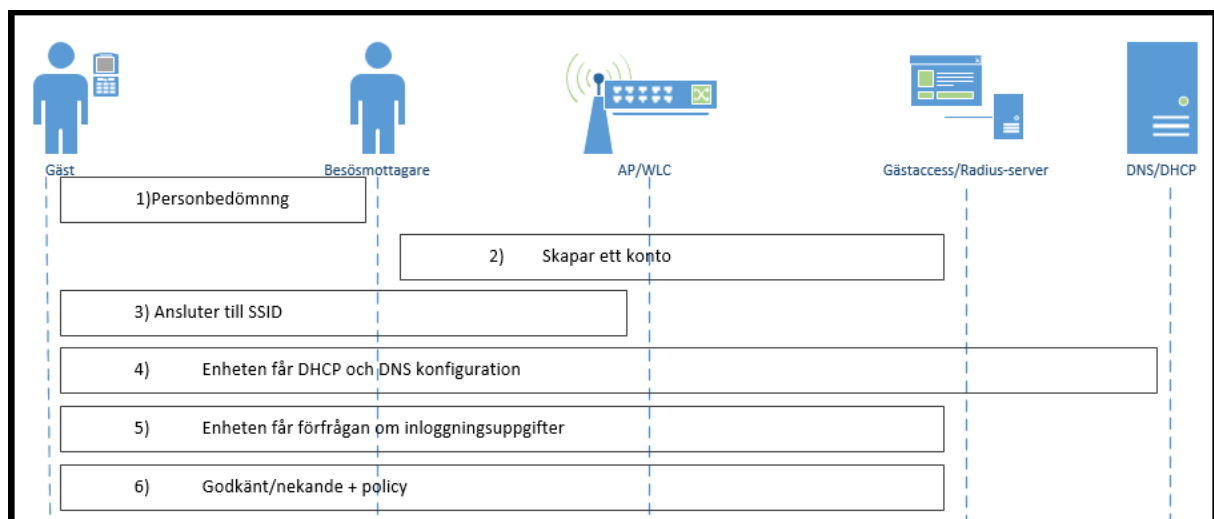 Gäst
Besösmottagare
AP/WLC
Gästaccess/Radius-server
DNS/DHCP
1)Personbedömnng
2) Skapar ett konto
3) Ansluter till SSID
4) Enheten får DHCP och DNS konfiguration
5) Enheten får förfrågan om inloggningsuppgifter
6) Godkänt/nekande + policy